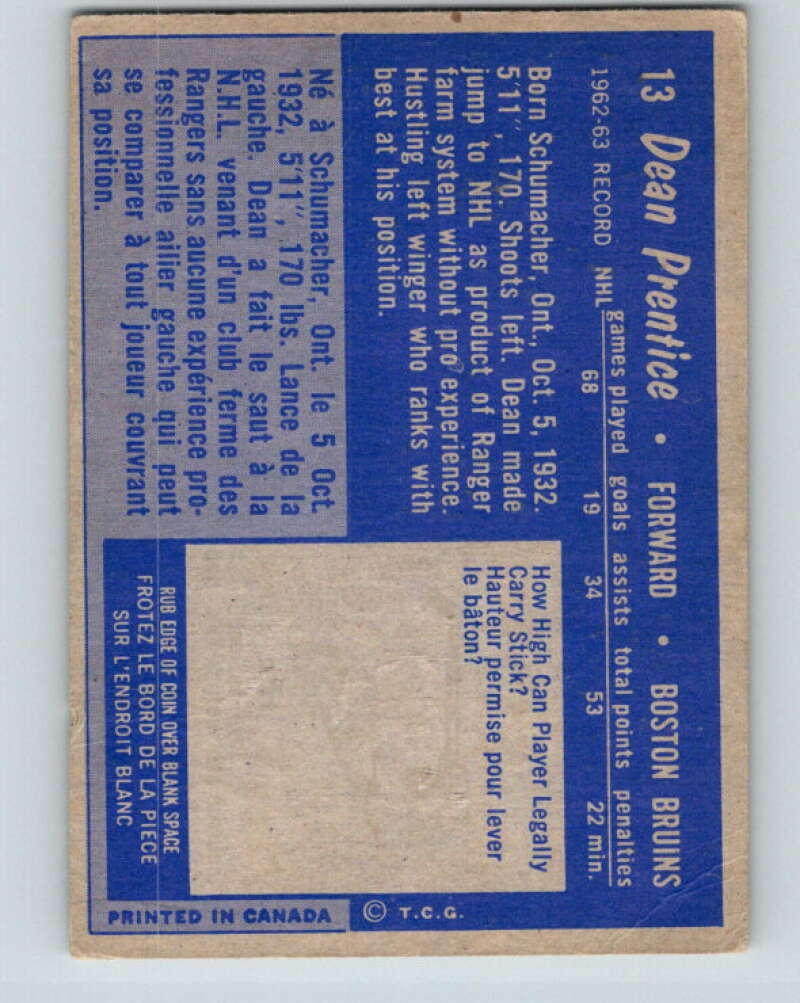 13 Dean Prentice • FORWARD • BOSTON BRUINS
1962-63 RECORD games played goals assists total points penalties
NHL 68 19 34 53 22 min.
Born Schumacher, Ont., Oct. 5, 1932.
5'11", 170. Shoots left. Dean made
jump to NHL as product of Ranger
farm system without pro experience.
Hustling left winger who ranks with
best at his position.
Né à Schumacher, Ont. le 5 Oct.
1932, 5'11", 170 lbs. Lance de la
gauche. Dean a fait le saut à la
N.H.L. venant d'un club ferme des
Rangers sans aucune expérience pro-
fessionnelle ailier gauche qui peut
se comparer à tout joueur couvrant
sa position.
How High Can Player Legally
Carry Stick?
Hauteur permise pour lever
le bâton?
RUB EDGE OF COIN OVER BLANK SPACE
FROTEZ LE BORD DE LA PIECE
SUR L'ENDROIT BLANC
PRINTED IN CANADA © T.C.G.